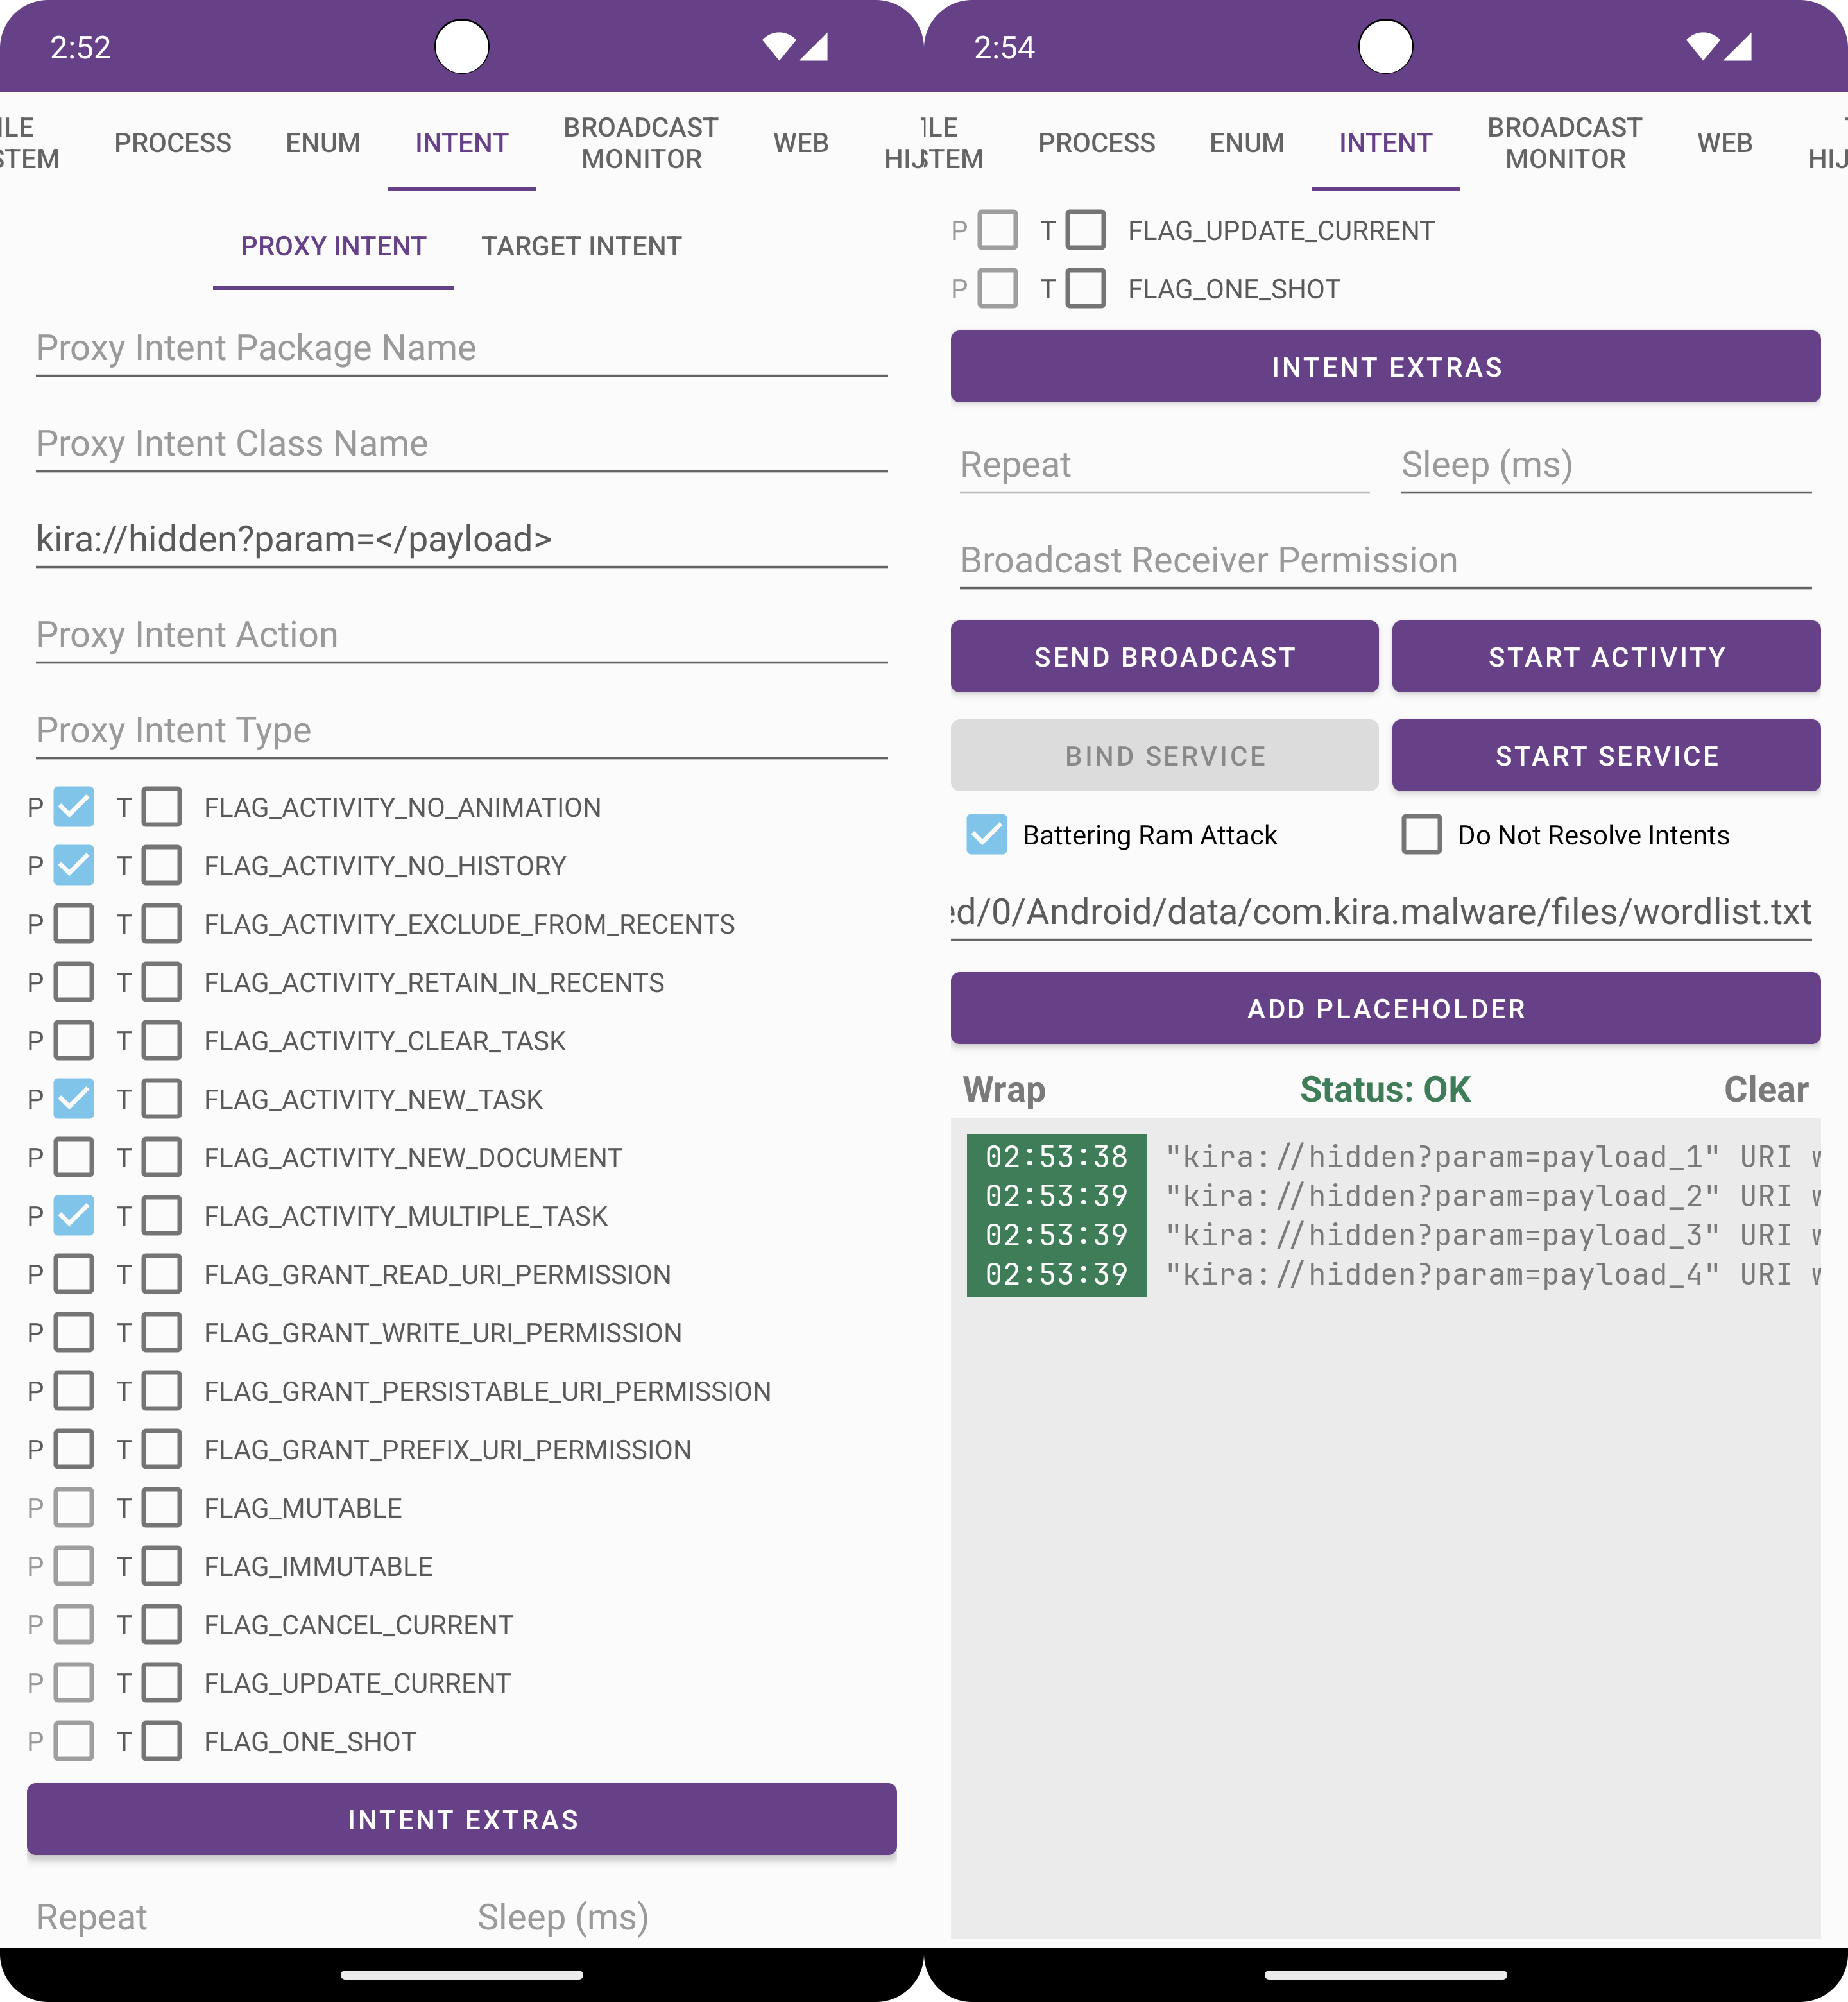 2:52
ILE
STEM
PROCESS
ENUM
INTENT
BROADCAST
MONITOR
WEB
HIJ
PROXY INTENT
TARGET INTENT
Proxy Intent Package Name
Proxy Intent Class Name
kira://hidden?param=</payload>
Proxy Intent Action
Proxy Intent Type
P T FLAG_ACTIVITY_NO_ANIMATION
P T FLAG_ACTIVITY_NO_HISTORY
P T FLAG_ACTIVITY_EXCLUDE_FROM_RECENTS
P T FLAG_ACTIVITY_RETAIN_IN_RECENTS
P T FLAG_ACTIVITY_CLEAR_TASK
P T FLAG_ACTIVITY_NEW_TASK
P T FLAG_ACTIVITY_NEW_DOCUMENT
P T FLAG_ACTIVITY_MULTIPLE_TASK
P T FLAG_GRANT_READ_URI_PERMISSION
P T FLAG_GRANT_WRITE_URI_PERMISSION
P T FLAG_GRANT_PERSISTABLE_URI_PERMISSION
P T FLAG_GRANT_PREFIX_URI_PERMISSION
P T FLAG_MUTABLE
P T FLAG_IMMUTABLE
P T FLAG_CANCEL_CURRENT
P T FLAG_UPDATE_CURRENT
P T FLAG_ONE_SHOT
INTENT EXTRAS
Repeat Sleep (ms)
2:54
ILE
STEM
PROCESS
ENUM
INTENT
BROADCAST
MONITOR
WEB
HIJ
P T FLAG_UPDATE_CURRENT
P T FLAG_ONE_SHOT
INTENT EXTRAS
Repeat Sleep (ms)
Broadcast Receiver Permission
SEND BROADCAST START ACTIVITY
BIND SERVICE START SERVICE
Battering Ram Attack Do Not Resolve Intents
ed/0/Android/data/com.kira.malware/files/wordlist.txt
ADD PLACEHOLDER
Wrap Status: OK Clear
02:53:38 "kira://hidden?param=payload_1" URI w
02:53:39 "kira://hidden?param=payload_2" URI w
02:53:39 "kira://hidden?param=payload_3" URI w
02:53:39 "kira://hidden?param=payload_4" URI w